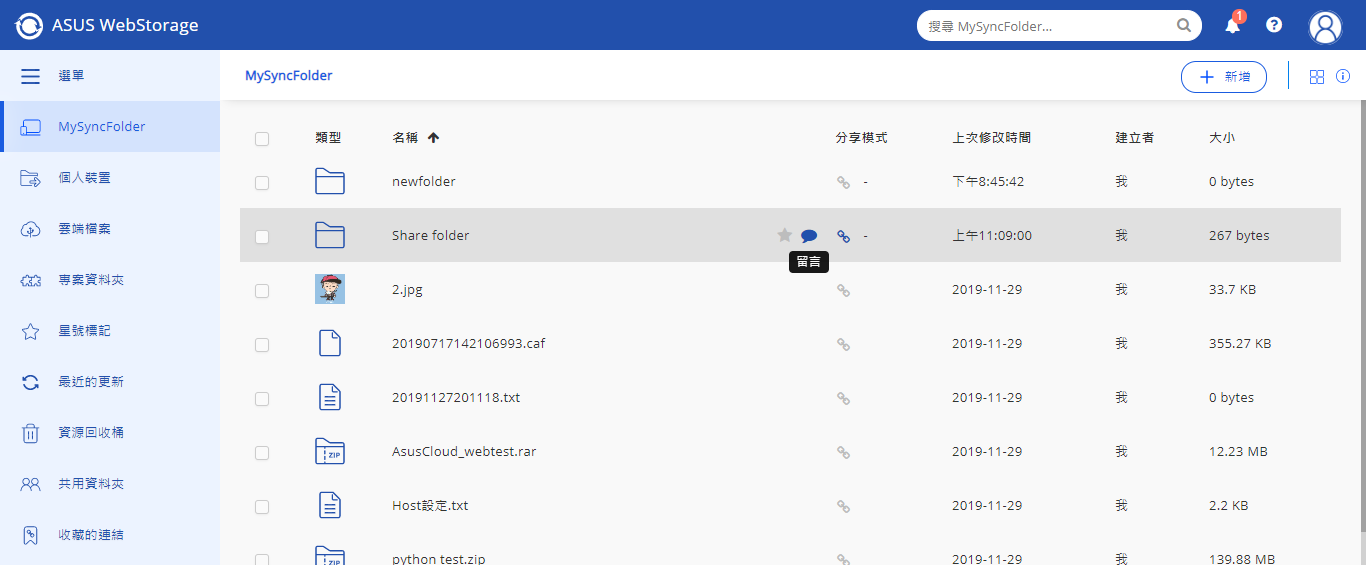 ASUS WebStorage
搜尋 MySyncFolder...
1
?
選單
MySyncFolder
+ 新增
MySyncFolder
個人裝置
雲端檔案
專案資料夾
星號標記
最近的更新
資源回收桶
共用資料夾
收藏的連結
類型 名稱 分享模式 上次修改時間 建立者 大小
newfolder - 下午8:45:42 我 0 bytes
Share folder - 上午11:09:00 我 267 bytes
留言
2.jpg 2019-11-29 我 33.7 KB
20190717142106993.caf 2019-11-29 我 355.27 KB
20191127201118.txt 2019-11-29 我 0 bytes
ZIP AsusCloud_webtest.rar 2019-11-29 我 12.23 MB
Host設定.txt 2019-11-29 我 2.2 KB
ZIP python test.zip 2019-11-29 我 139.88 MB